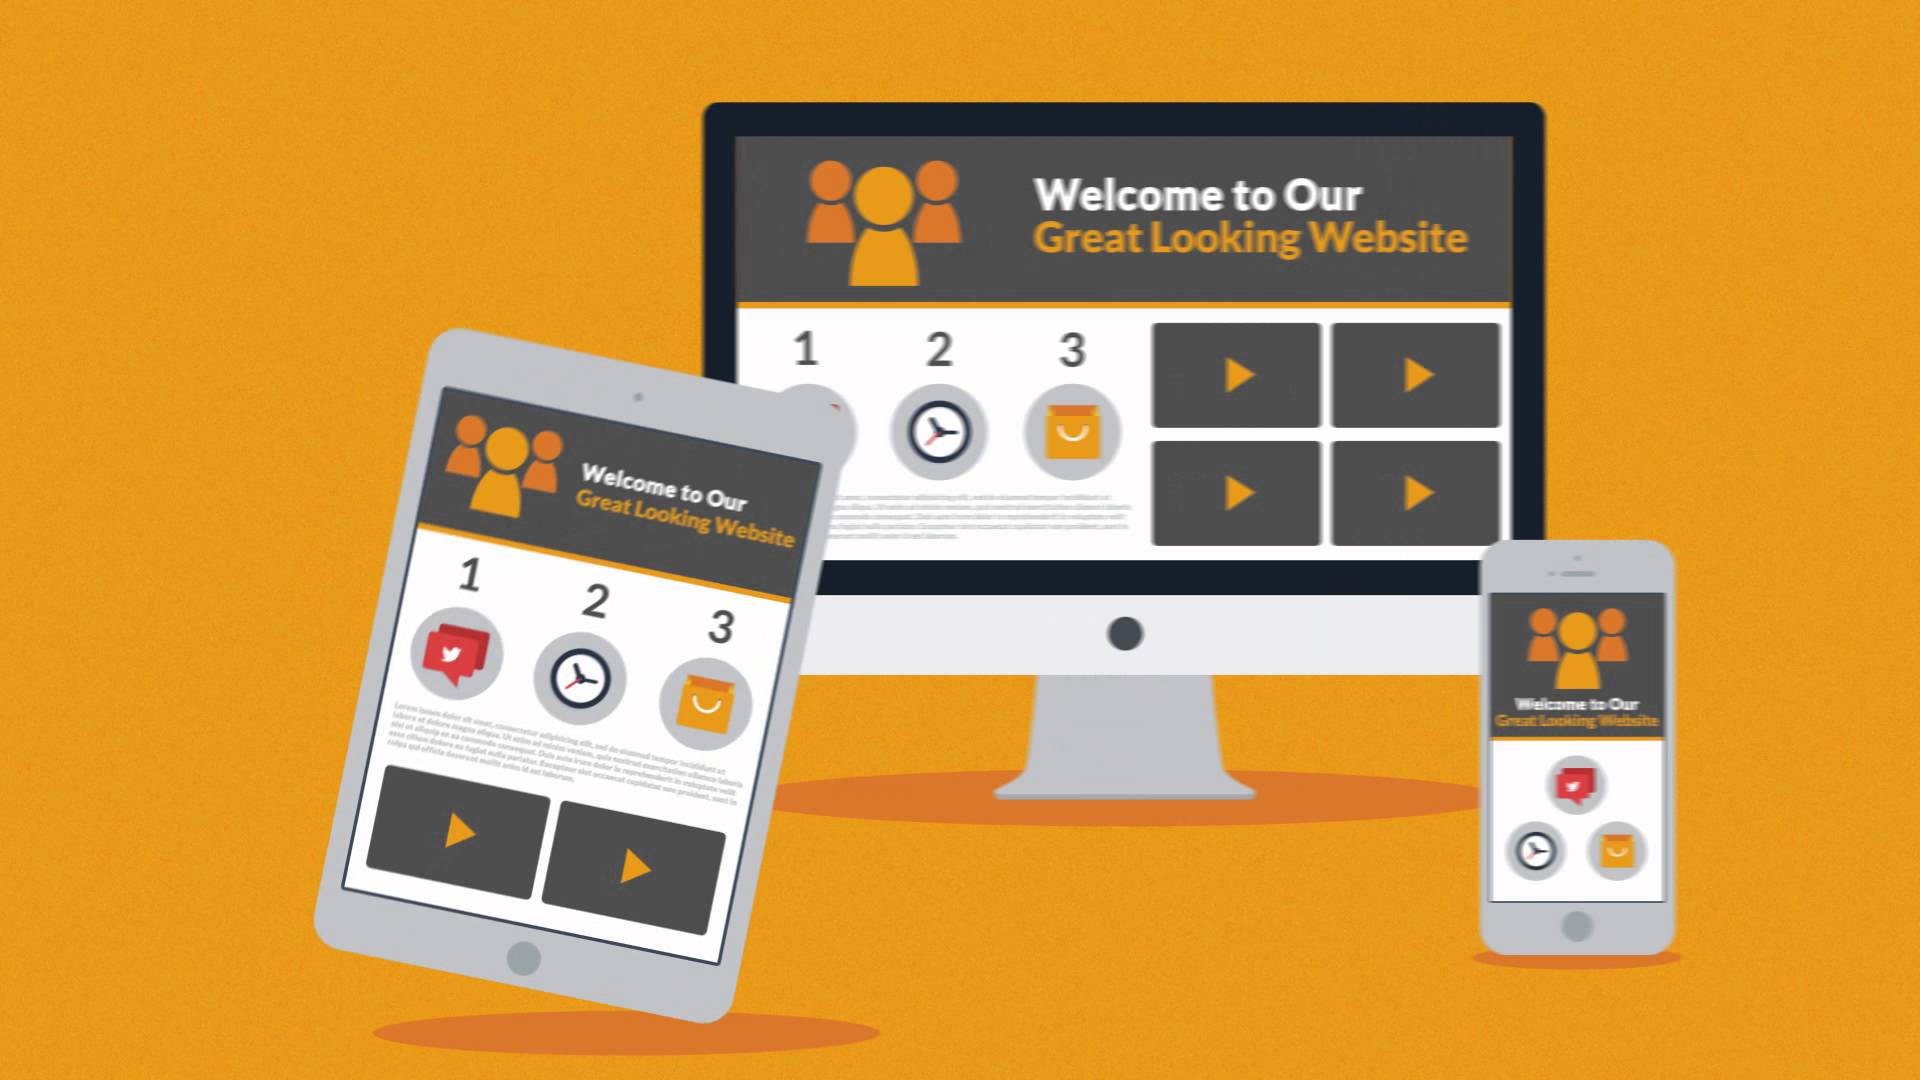 Welcome to Our
Great Looking Website
1 2 3
Welcome to Our
Great Looking Website
1 2 3
Lorem ipsum dolor sit amet, consectetur adipisicing elit, sed do eiusmod tempor incididunt ut
labore et dolore magna aliqua. Ut enim ad minim veniam, quis nostrud exercitation ullamco laboris
nisi ut aliquip ex ea commodo consequat. Duis aute irure dolor in reprehenderit in voluptate velit
esse cillum dolore eu fugiat nulla pariatur. Excepteur sint occaecat cupidatat non proident, sunt in
culpa qui officia deserunt mollit anim id est laborum.
Welcome to Our
Great Looking Website